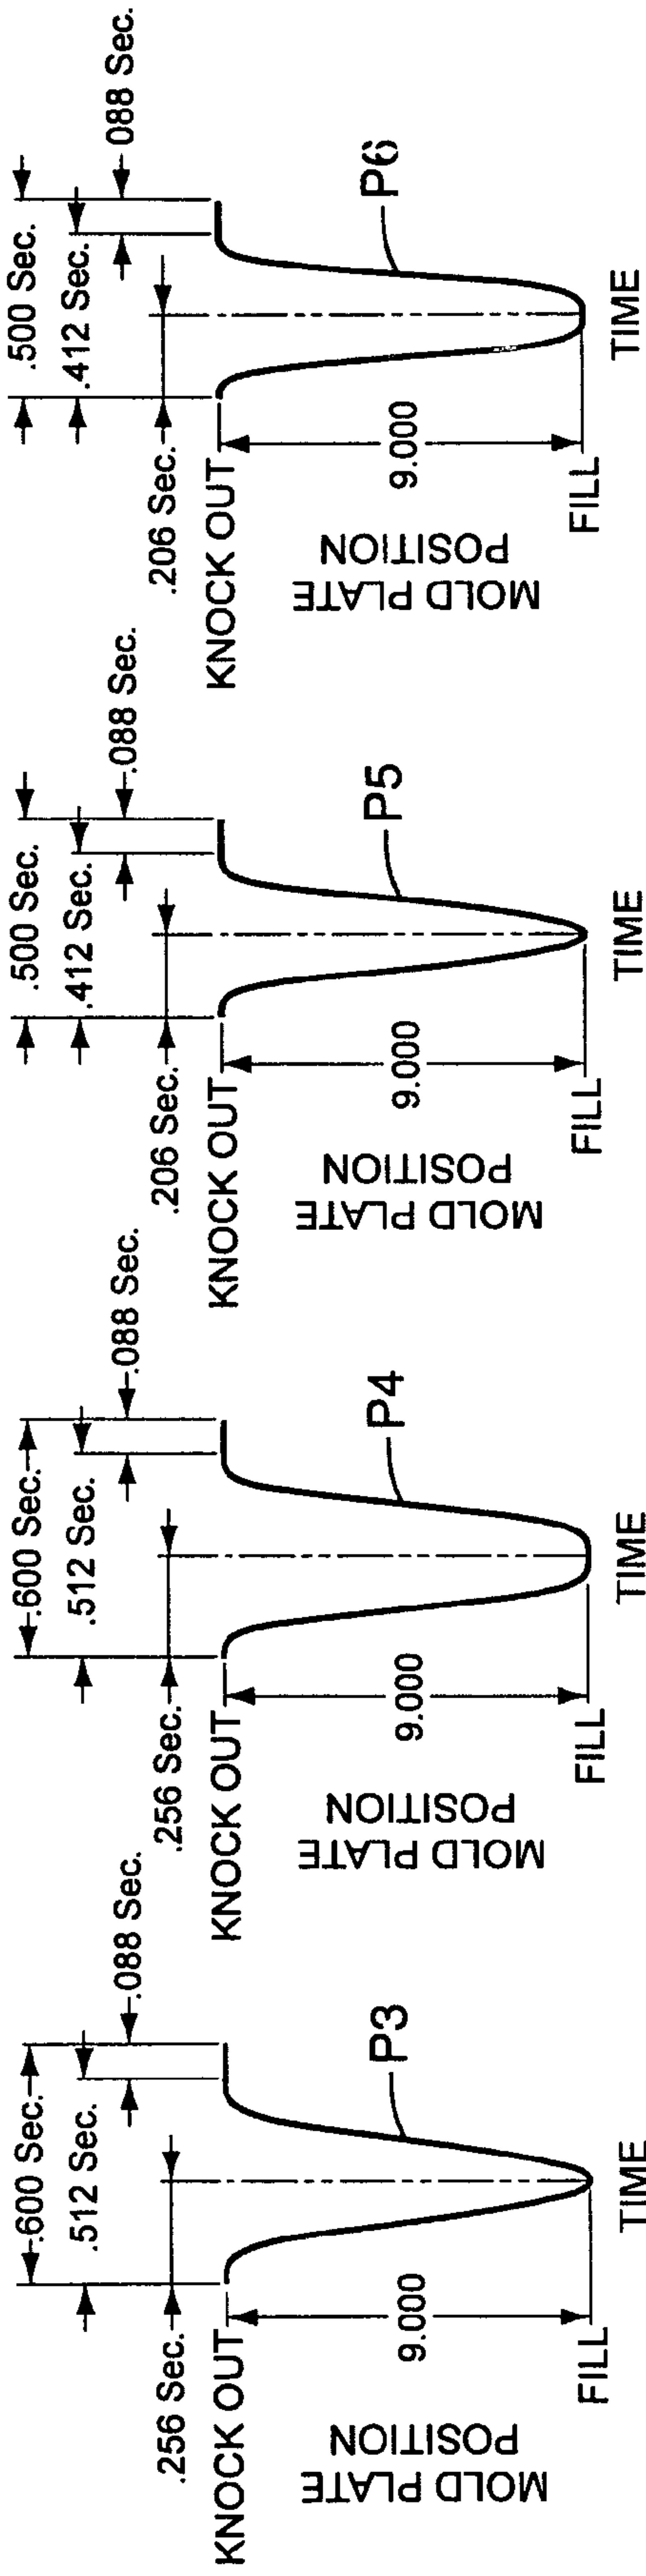 .600 Sec.
.512 Sec.
.088 Sec.
.256 Sec.
KNOCK OUT
MOLD PLATE
POSITION
9.000
P3
FILL
TIME
.600 Sec.
.512 Sec.
.088 Sec.
.256 Sec.
KNOCK OUT
MOLD PLATE
POSITION
9.000
P4
FILL
TIME
.500 Sec.
.412 Sec.
.088 Sec.
.206 Sec.
KNOCK OUT
MOLD PLATE
POSITION
9.000
P5
FILL
TIME
.500 Sec.
.412 Sec.
.088 Sec.
.206 Sec.
KNOCK OUT
MOLD PLATE
POSITION
9.000
P6
FILL
TIME